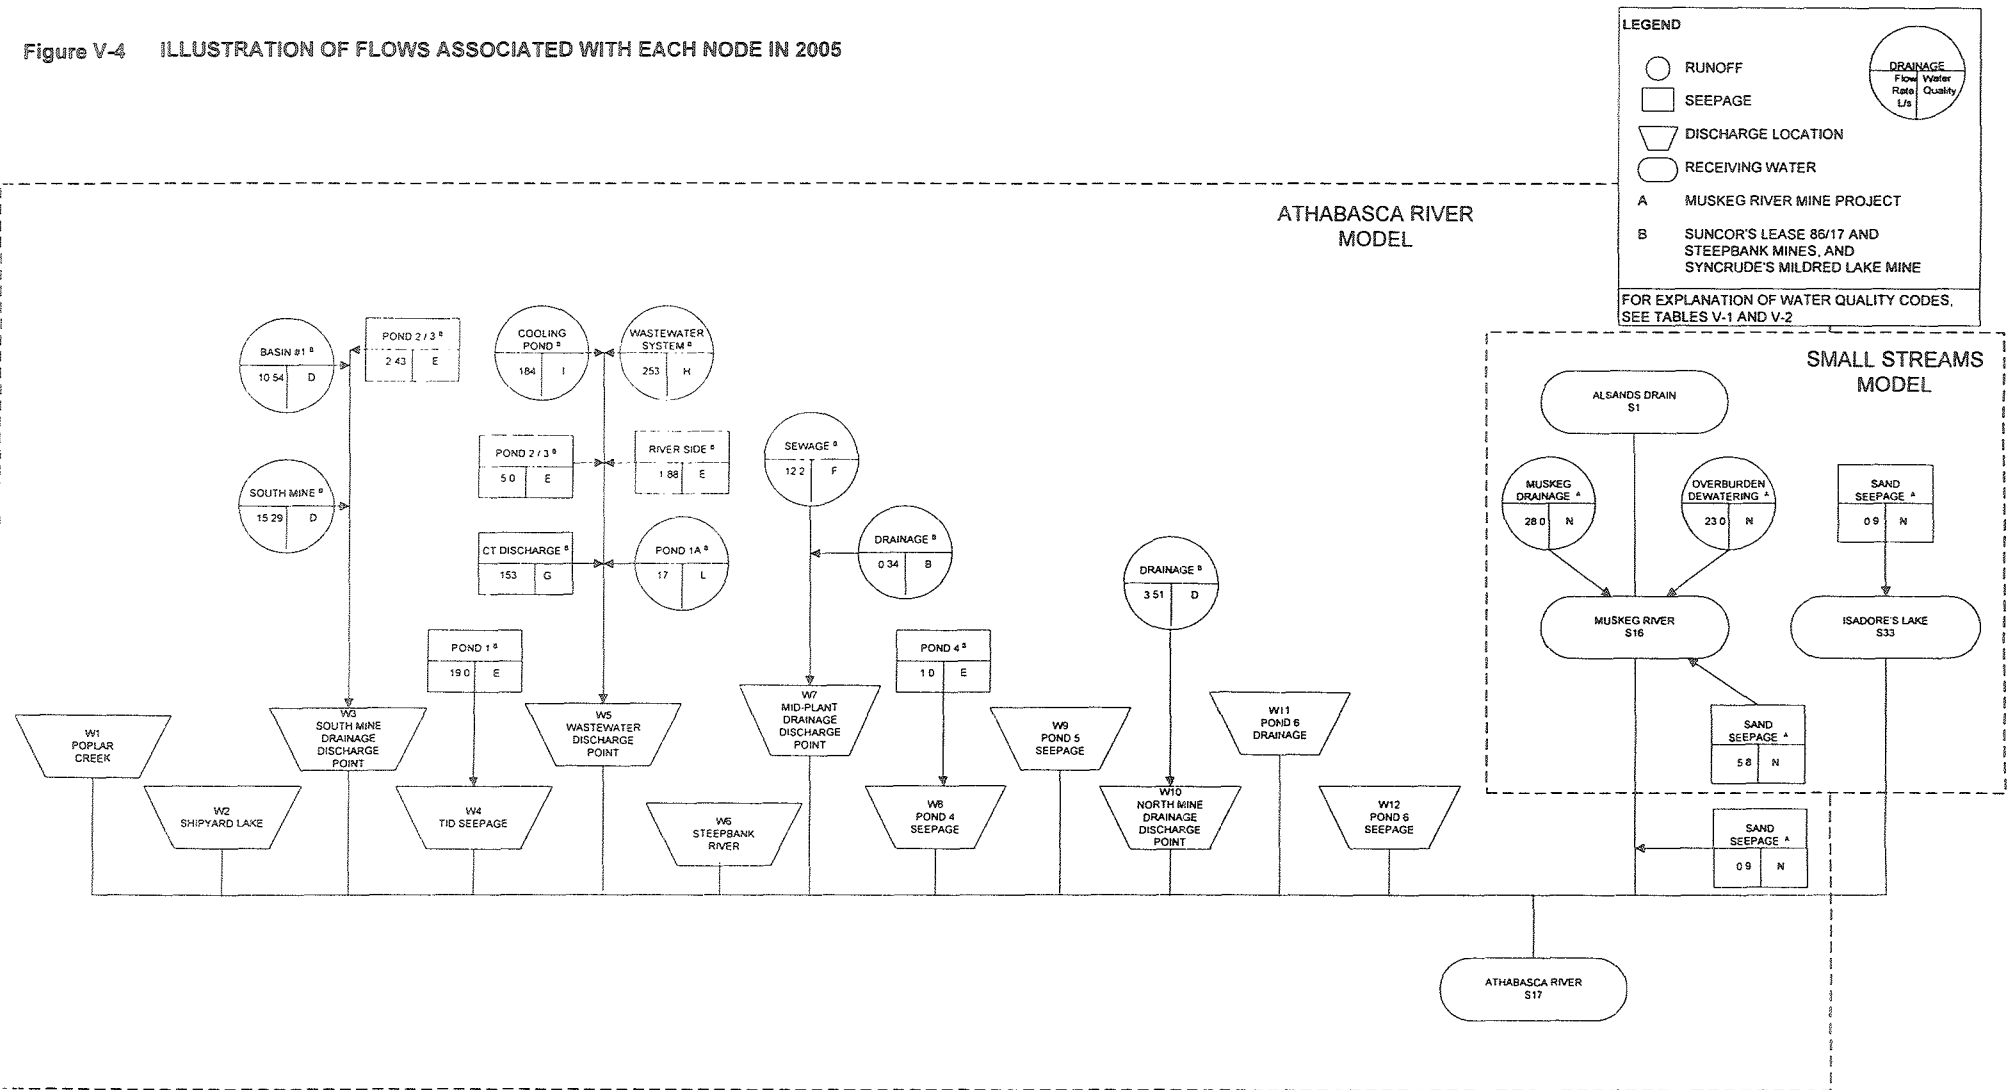 Figure V-4 ILLUSTRATION OF FLOWS ASSOCIATED WITH EACH NODE IN 2005
LEGEND
RUNOFF
SEEPAGE
DISCHARGE LOCATION
RECEIVING WATER
A MUSKEG RIVER MINE PROJECT
B SUNCOR'S LEASE 86/17 AND
STEEPBANK MINES, AND
SYNCRUDE'S MILDRED LAKE MINE
DRAINAGE
Flow Water
Rate Quality
L/s
FOR EXPLANATION OF WATER QUALITY CODES,
SEE TABLES V-1 AND V-2
ATHABASCA RIVER
MODEL
SMALL STREAMS
MODEL
BASIN #1 B
10 54 D
POND 2 / 3 B
2 43 E
SOUTH MINE B
15 29 D
COOLING
POND B
184 I
WASTEWATER
SYSTEM B
253 H
POND 2 / 3 B
5 0 E
RIVER SIDE B
1 88 E
CT DISCHARGE B
153 G
POND 1A B
17 L
POND 1 B
19 0 E
SEWAGE B
12 2 F
DRAINAGE B
0 34 B
POND 4 B
1 0 E
DRAINAGE B
3 51 D
ALSANDS DRAIN
S1
MUSKEG
DRAINAGE A
28 0 N
OVERBURDEN
DEWATERING A
23 0 N
SAND
SEEPAGE A
0 9 N
MUSKEG RIVER
S16
ISADORE'S LAKE
S33
SAND
SEEPAGE A
5 8 N
SAND
SEEPAGE A
0 9 N
W1
POPLAR
CREEK
W2
SHIPYARD LAKE
W3
SOUTH MINE
DRAINAGE
DISCHARGE
POINT
W4
TID SEEPAGE
W5
WASTEWATER
DISCHARGE
POINT
W6
STEEPBANK
RIVER
W7
MID-PLANT
DRAINAGE
DISCHARGE
POINT
W8
POND 4
SEEPAGE
W9
POND 5
SEEPAGE
W10
NORTH MINE
DRAINAGE
DISCHARGE
POINT
W11
POND 6
DRAINAGE
W12
POND 6
SEEPAGE
ATHABASCA RIVER
S17